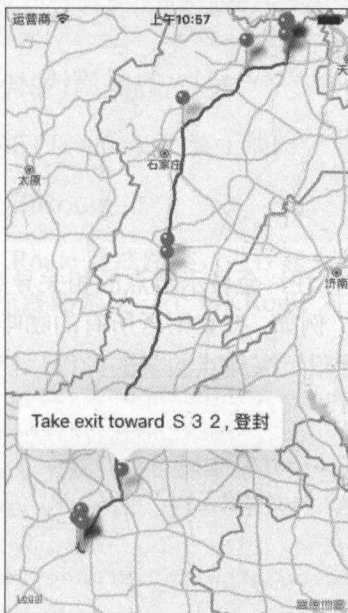 运营商 上午10:57
天
石家庄
太原
济南
Take exit toward S 3 2 , 登封
高德地图